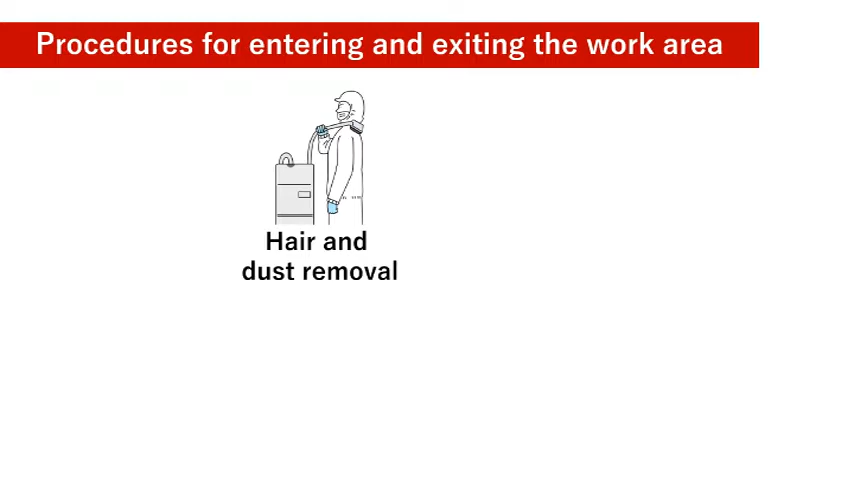 Procedures for entering and exiting the work area
Hair and
dust removal